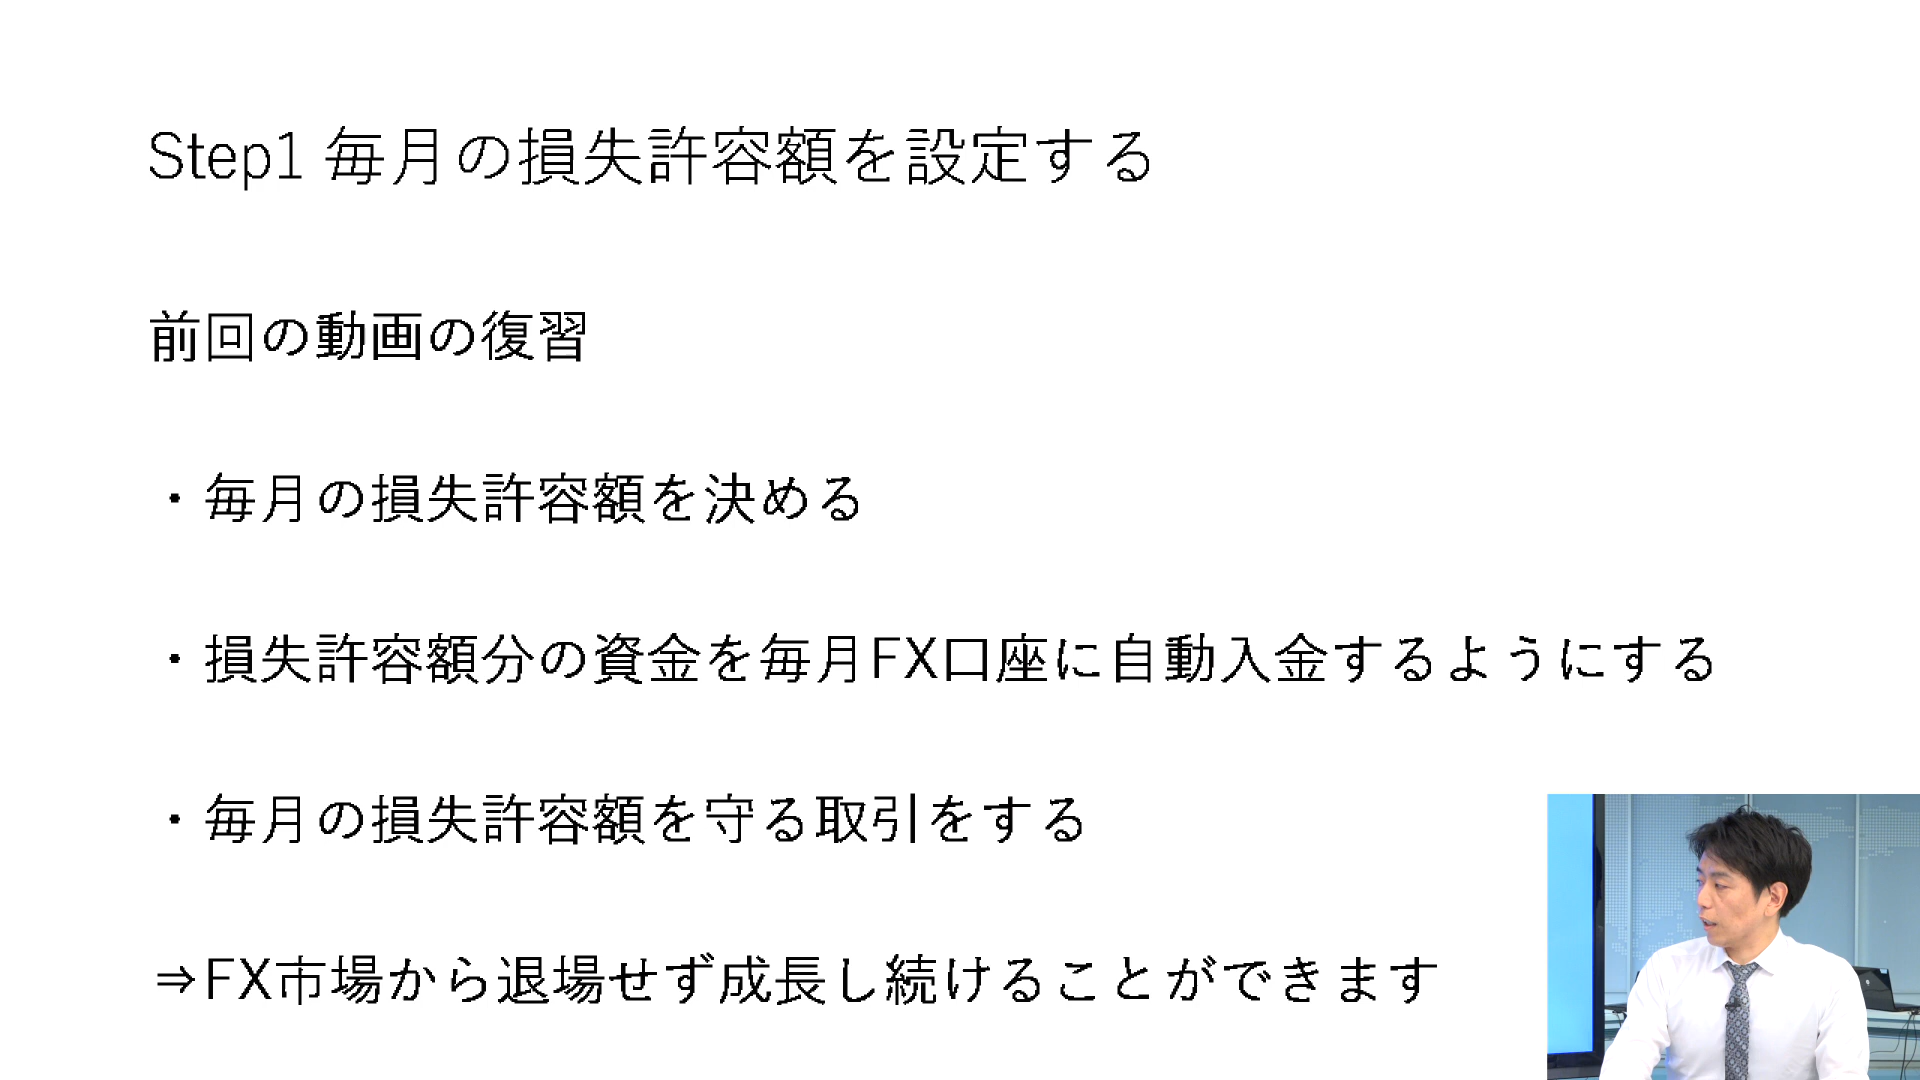 Step1 毎月の損失許容額を設定する
前回の動画の復習
・毎月の損失許容額を決める
・損失許容額分の資金を毎月FX口座に自動入金するようにする
・毎月の損失許容額を守る取引をする
⇒FX市場から退場せず成長し続けることができます